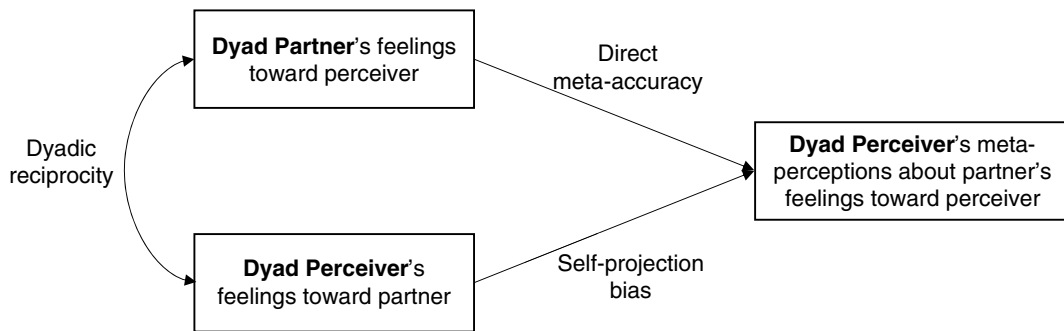 Dyad Partner's feelings
toward perceiver
Direct
meta-accuracy
Dyadic
reciprocity
Dyad Perceiver's meta-
perceptions about partner's
feelings toward perceiver
Dyad Perceiver's
feelings toward partner
Self-projection
bias